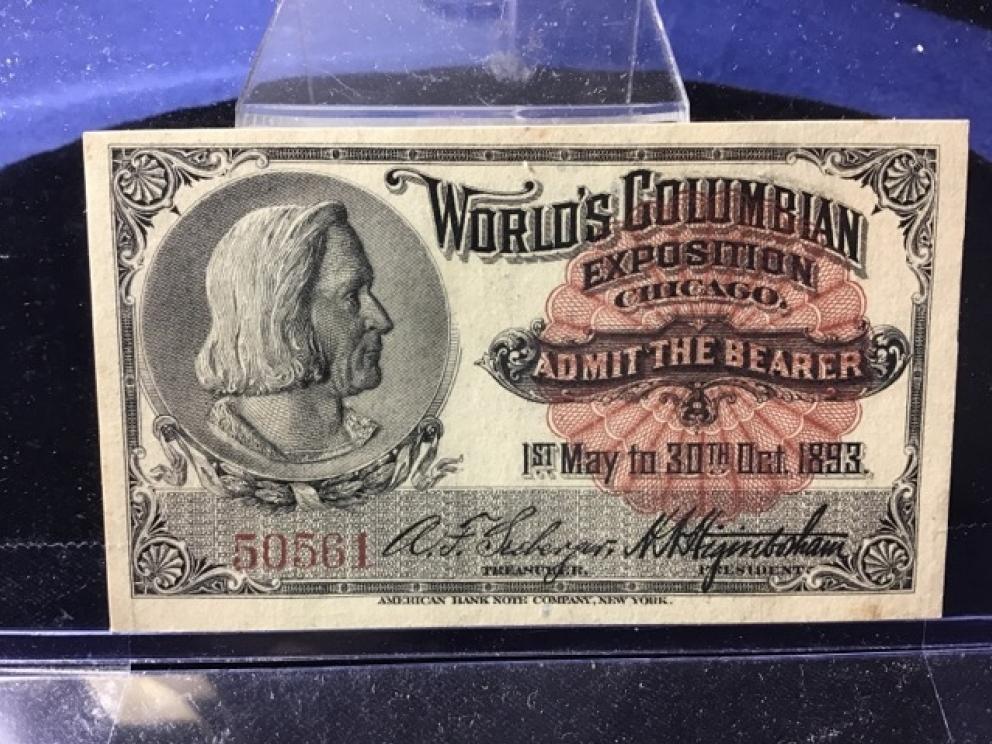 WORLD'S COLUMBIAN
EXPOSITION
CHICAGO.
ADMIT THE BEARER
1ST May to 30TH Oct. 1893.
50561
A. F. Seeberger,
N. Higinbotham
TREASURER.
PRESIDENT
AMERICAN BANK NOTE COMPANY, NEW YORK.